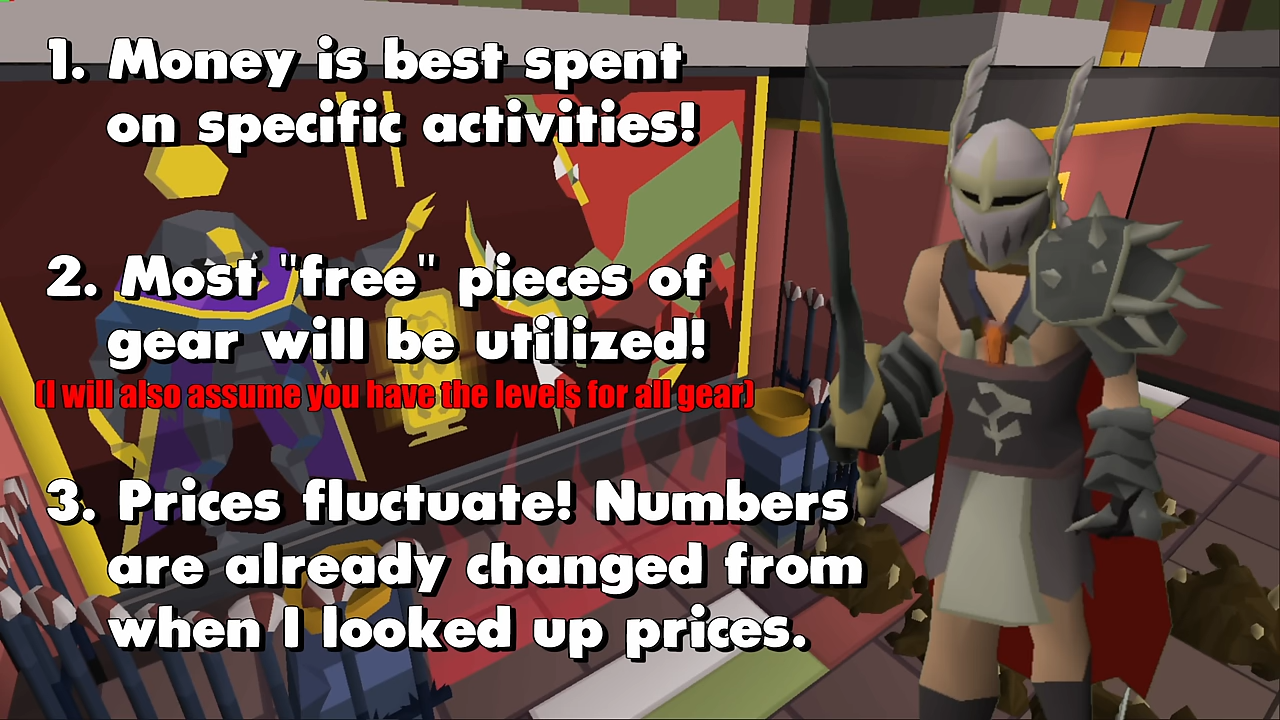 1. Money is best spent
on specific activities!
2. Most "free" pieces of
gear will be utilized!
(I will also assume you have the levels for all gear)
3. Prices fluctuate! Numbers
are already changed from
when I looked up prices.